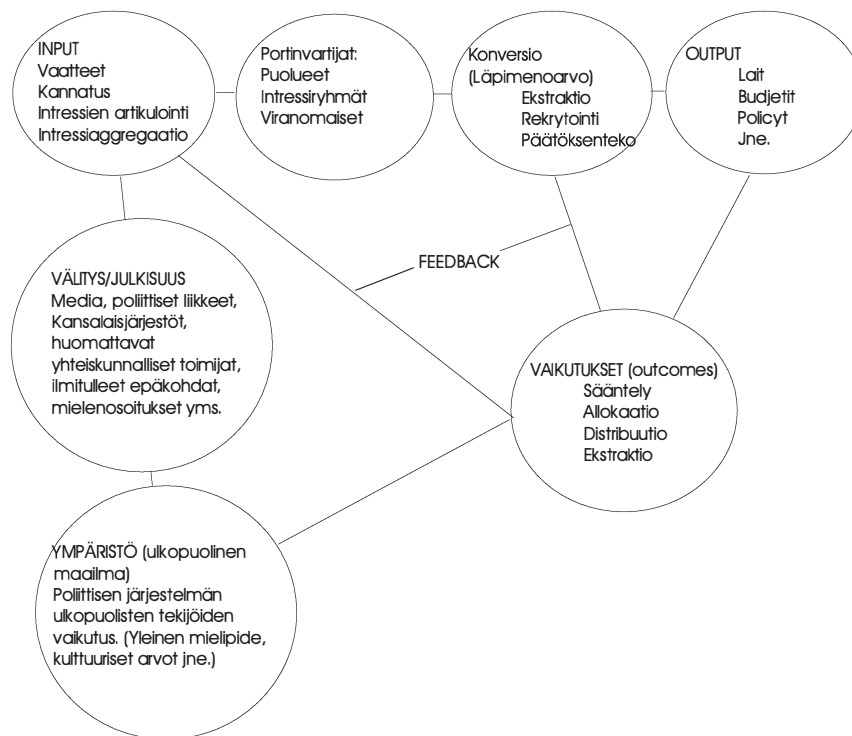 INPUT
Vaatteet
Kannatus
Intressien artikulointi
Intressiaggregaatio
Portinvartijat:
Puolueet
Intressiryhmät
Viranomaiset
Konversio
(Läpimenoarvo)
Ekstraktio
Rekrytointi
Päätöksenteko
OUTPUT
Lait
Budjetit
Policyt
Jne.
FEEDBACK
VÄLITYS/JULKISUUS
Media, poliittiset liikkeet,
Kansalaisjärjestöt,
huomattavat
yhteiskunnalliset toimijat,
ilmitulleet epäkohdat,
mielenosoitukset yms.
VAIKUTUKSET (outcomes)
Sääntely
Allokaatio
Distribuutio
Ekstraktio
YMPÄRISTÖ (ulkopuolinen
maailma)
Poliittisen järjestelmän
ulkopuolisten tekijöiden
vaikutus. (Yleinen mielipide,
kulttuuriset arvot jne.)